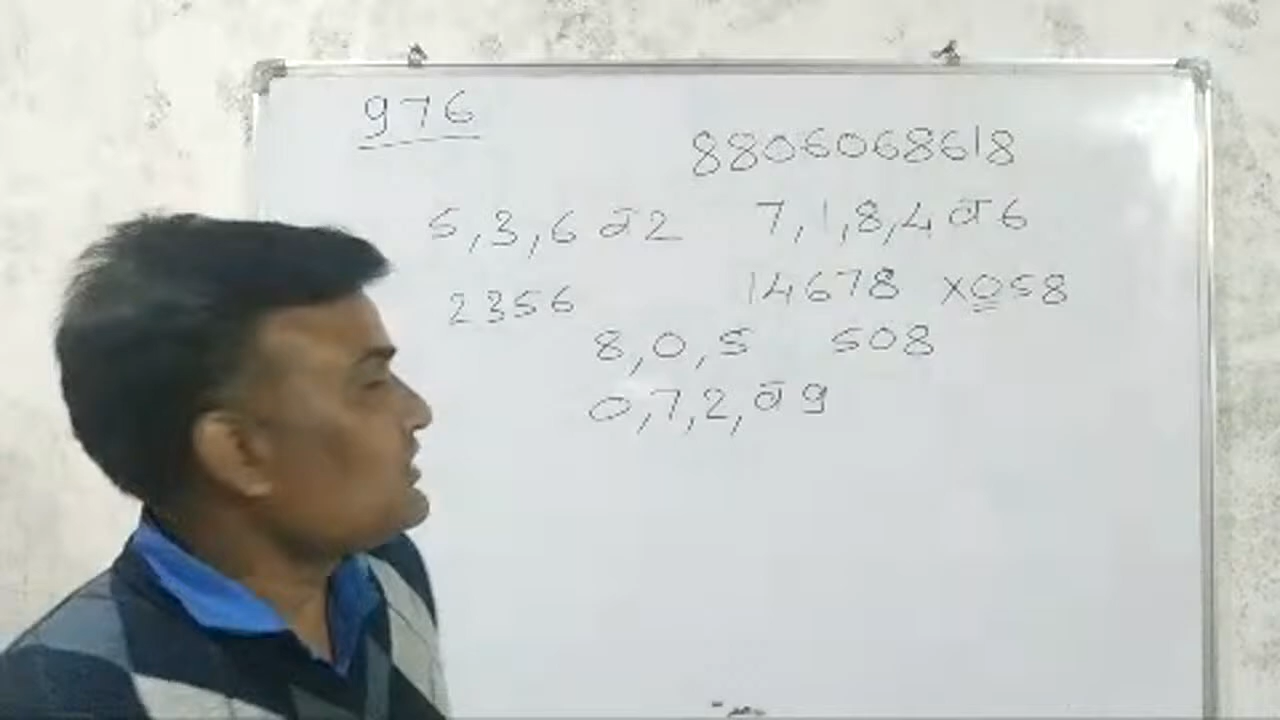 976
8806068618
5,3,6 व 2 7,1,8,4 व 6
2356 14678 x058
8,0,5 508
0,7,2, व 9